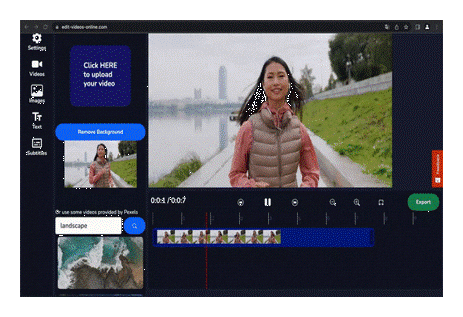 edit-videos-online.com
Settings
Videos
Images
Text
Subtitles
Click HERE
to upload
your video
Remove Background
Or use some videos provided by Pexels
landscape
0:0:1 /0:0:7
Export
Feedback